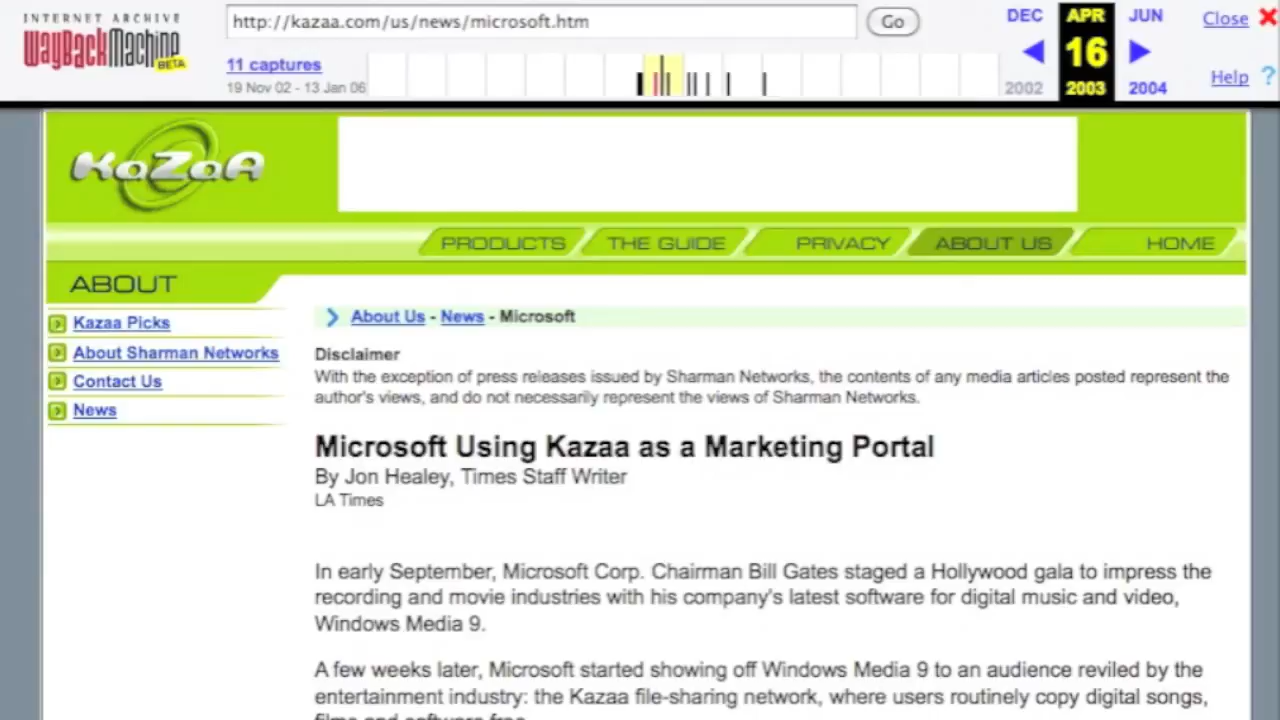 INTERNET ARCHIVE
WayBackMachine
BETA
http://kazaa.com/us/news/microsoft.htm
Go
DEC
APR
JUN
Close
11 captures
16
19 Nov 02 - 13 Jan 06
2002
2003
2004
Help ?
KaZaA
PRODUCTS
THE GUIDE
PRIVACY
ABOUT US
HOME
ABOUT
Kazaa Picks
About Sharman Networks
Contact Us
News
About Us - News - Microsoft
Disclaimer
With the exception of press releases issued by Sharman Networks, the contents of any media articles posted represent the
author's views, and do not necessarily represent the views of Sharman Networks.
Microsoft Using Kazaa as a Marketing Portal
By Jon Healey, Times Staff Writer
LA Times
In early September, Microsoft Corp. Chairman Bill Gates staged a Hollywood gala to impress the
recording and movie industries with his company's latest software for digital music and video,
Windows Media 9.
A few weeks later, Microsoft started showing off Windows Media 9 to an audience reviled by the
entertainment industry: the Kazaa file-sharing network, where users routinely copy digital songs,
films and software free.